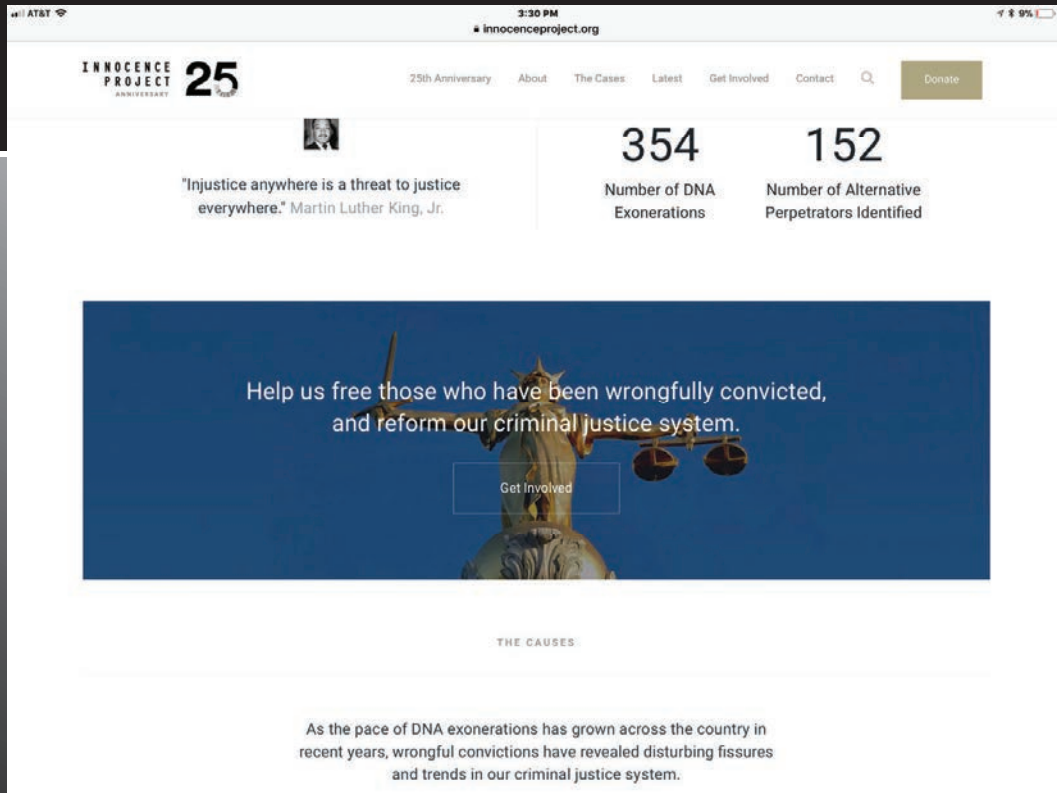 AT&T
3:30 PM
9%
innocenceproject.org
INNOCENCE
PROJECT
ANNIVERSARY
25
25th Anniversary About The Cases Latest Get Involved Contact
Donate
"Injustice anywhere is a threat to justice
everywhere." Martin Luther King, Jr.
354 152
Number of DNA Number of Alternative
Exonerations Perpetrators Identified
Help us free those who have been wrongfully convicted,
and reform our criminal justice system.
Get Involved
THE CAUSES
As the pace of DNA exonerations has grown across the country in
recent years, wrongful convictions have revealed disturbing fissures
and trends in our criminal justice system.